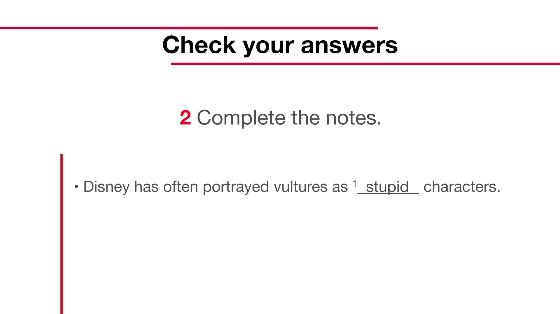 Check your answers
2 Complete the notes.
• Disney has often portrayed vultures as ¹ stupid characters.